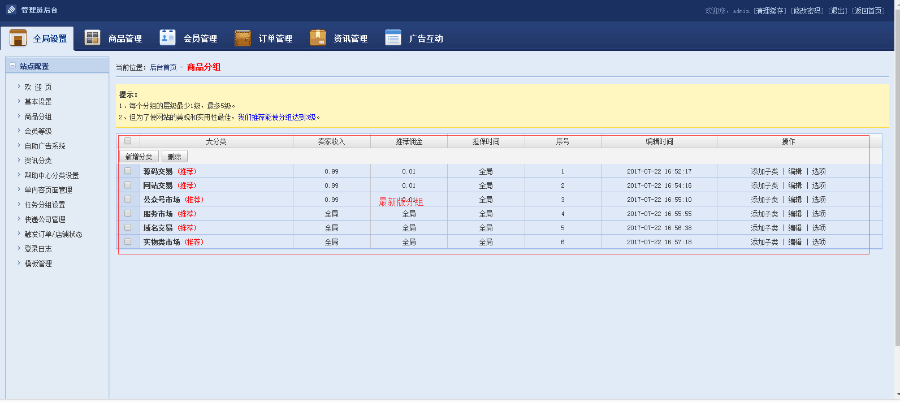 管理员后台
欢迎您，admin [清理缓存] [修改密码] [退出] [返回首页]
全局设置 商品管理 会员管理 订单管理 资讯管理 广告互动
站点配置
欢 迎 页
基本设置
商品分组
会员等级
自助广告系统
资讯分类
帮助中心分类设置
单内容页面管理
任务分组设置
快递公司管理
触发订单/店铺状态
登录日志
模板管理
当前位置：后台首页 - 商品分组
提示：
1、每个分组的层级最少1级，最多5级。
2、但为了使网站的美观和实用性最佳，我们推荐您使分组达到3级。
大分类 卖家收入 推荐佣金 担保时间 序号 编辑时间 操作
新增分类 删除
源码交易 (推荐) 0.99 0.01 全局 1 2017-07-22 16:52:17 添加子类 | 编辑 | 选项
网站交易 (推荐) 0.99 0.01 全局 2 2017-07-22 16:54:16 添加子类 | 编辑 | 选项
公众号市场 (推荐) 0.99 0.01 全局 3 2017-07-22 16:55:10 添加子类 | 编辑 | 选项
最新版分组
服务市场 (推荐) 全局 全局 全局 4 2017-07-22 16:55:55 添加子类 | 编辑 | 选项
域名交易 (推荐) 全局 全局 全局 5 2017-07-22 16:56:38 添加子类 | 编辑 | 选项
实物类市场 (推荐) 全局 全局 全局 6 2017-07-22 16:57:18 添加子类 | 编辑 | 选项